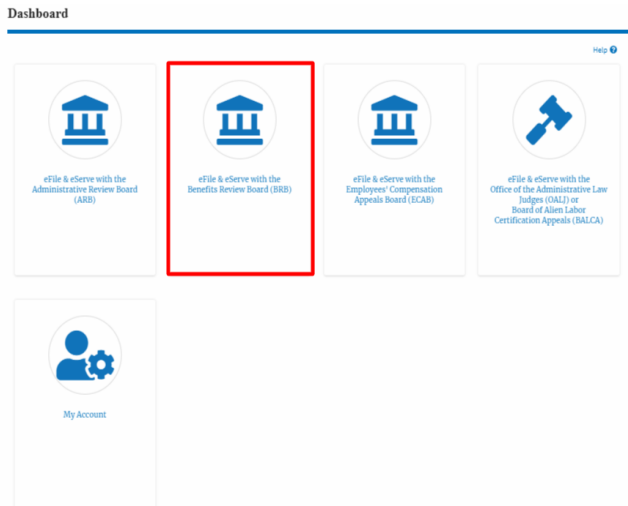 Dashboard
Help
eFile & eServe with the
Administrative Review Board
(ARB)
eFile & eServe with the
Benefits Review Board (BRB)
eFile & eServe with the
Employees' Compensation
Appeals Board (ECAB)
eFile & eServe with the
Office of the Administrative Law
Judges (OALJ) or
Board of Alien Labor
Certification Appeals (BALCA)
My Account